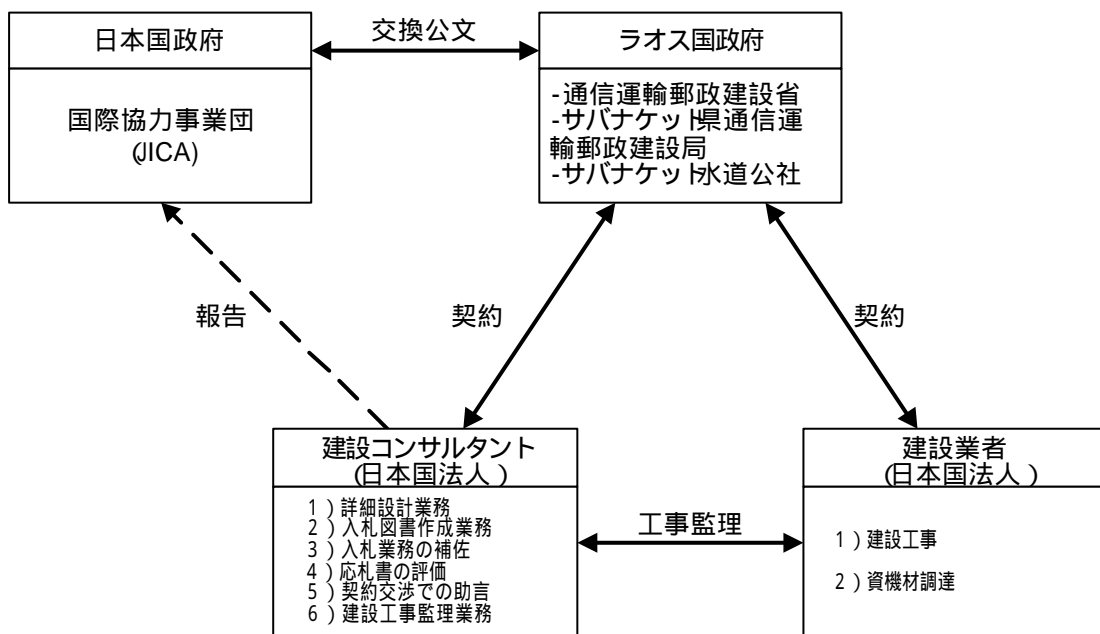 日本国政府
国際協力事業団
(JICA)
交換公文
ラオス国政府
-通信運輸郵政建設省
-サバナケット県通信運
輸郵政建設局
-サバナケット水道公社
報告
契約
契約
建設コンサルタント
(日本国法人)
1)詳細設計業務
2)入札図書作成業務
3)入札業務の補佐
4)応札書の評価
5)契約交渉での助言
6)建設工事監理業務
工事監理
建設業者
(日本国法人)
1)建設工事
2)資機材調達